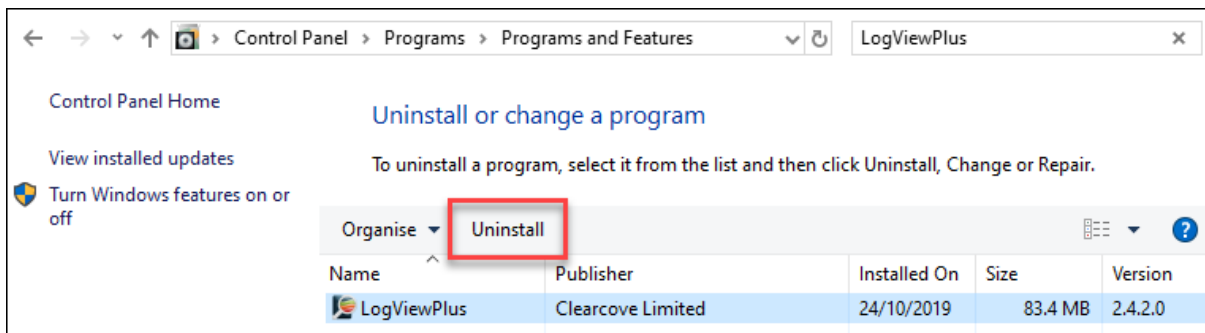 Control Panel > Programs > Programs and Features
LogViewPlus
Control Panel Home
Uninstall or change a program
View installed updates
To uninstall a program, select it from the list and then click Uninstall, Change or Repair.
Turn Windows features on or
off
Organise Uninstall
Name Publisher Installed On Size Version
LogViewPlus Clearcove Limited 24/10/2019 83.4 MB 2.4.2.0